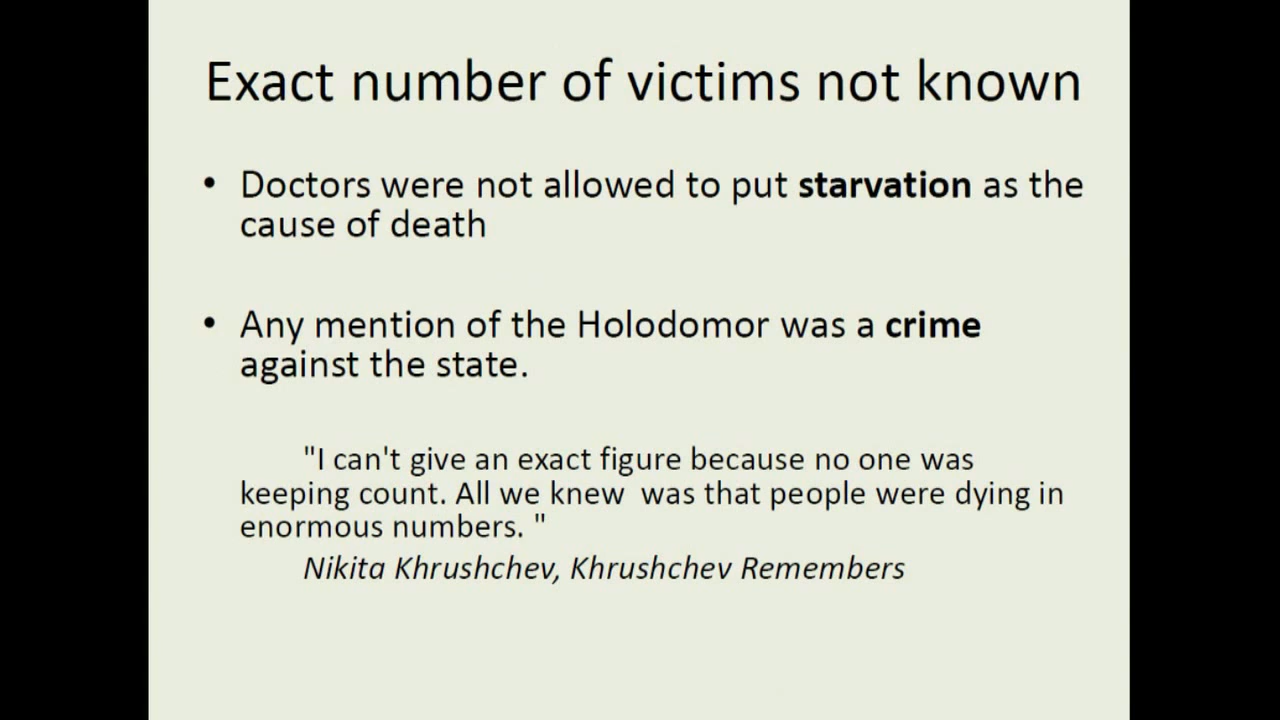 Exact number of victims not known
• Doctors were not allowed to put starvation as the
cause of death
• Any mention of the Holodomor was a crime
against the state.
"I can't give an exact figure because no one was
keeping count. All we knew  was that people were dying in
enormous numbers. "
Nikita Khrushchev, Khrushchev Remembers